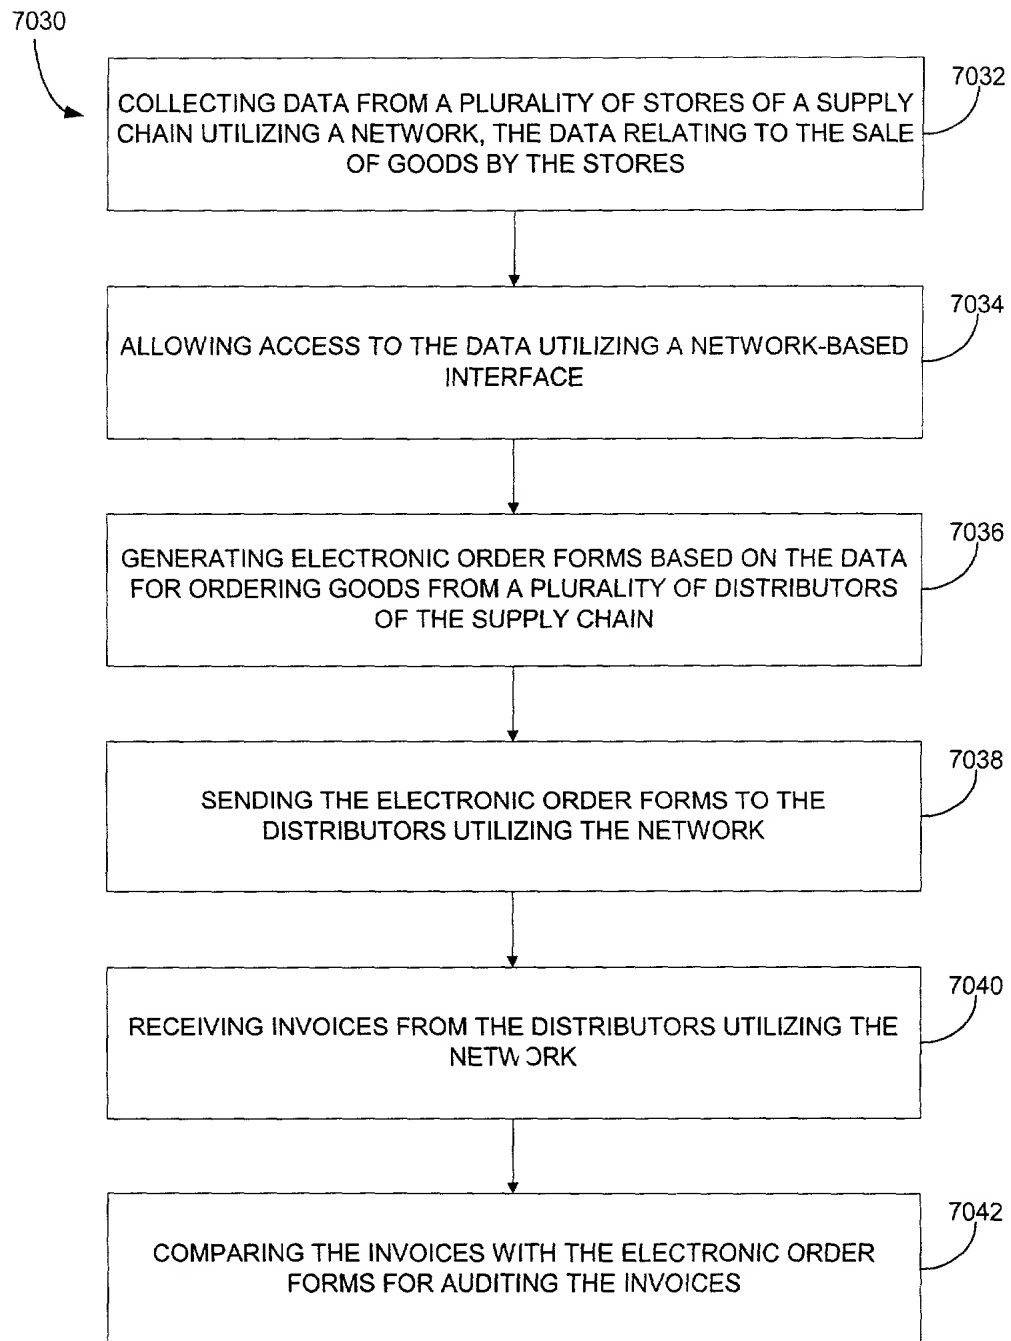 7030
7032
COLLECTING DATA FROM A PLURALITY OF STORES OF A SUPPLY
CHAIN UTILIZING A NETWORK, THE DATA RELATING TO THE SALE
OF GOODS BY THE STORES
7034
ALLOWING ACCESS TO THE DATA UTILIZING A NETWORK-BASED
INTERFACE
7036
GENERATING ELECTRONIC ORDER FORMS BASED ON THE DATA
FOR ORDERING GOODS FROM A PLURALITY OF DISTRIBUTORS
OF THE SUPPLY CHAIN
7038
SENDING THE ELECTRONIC ORDER FORMS TO THE
DISTRIBUTORS UTILIZING THE NETWORK
7040
RECEIVING INVOICES FROM THE DISTRIBUTORS UTILIZING THE
NETWORK
7042
COMPARING THE INVOICES WITH THE ELECTRONIC ORDER
FORMS FOR AUDITING THE INVOICES